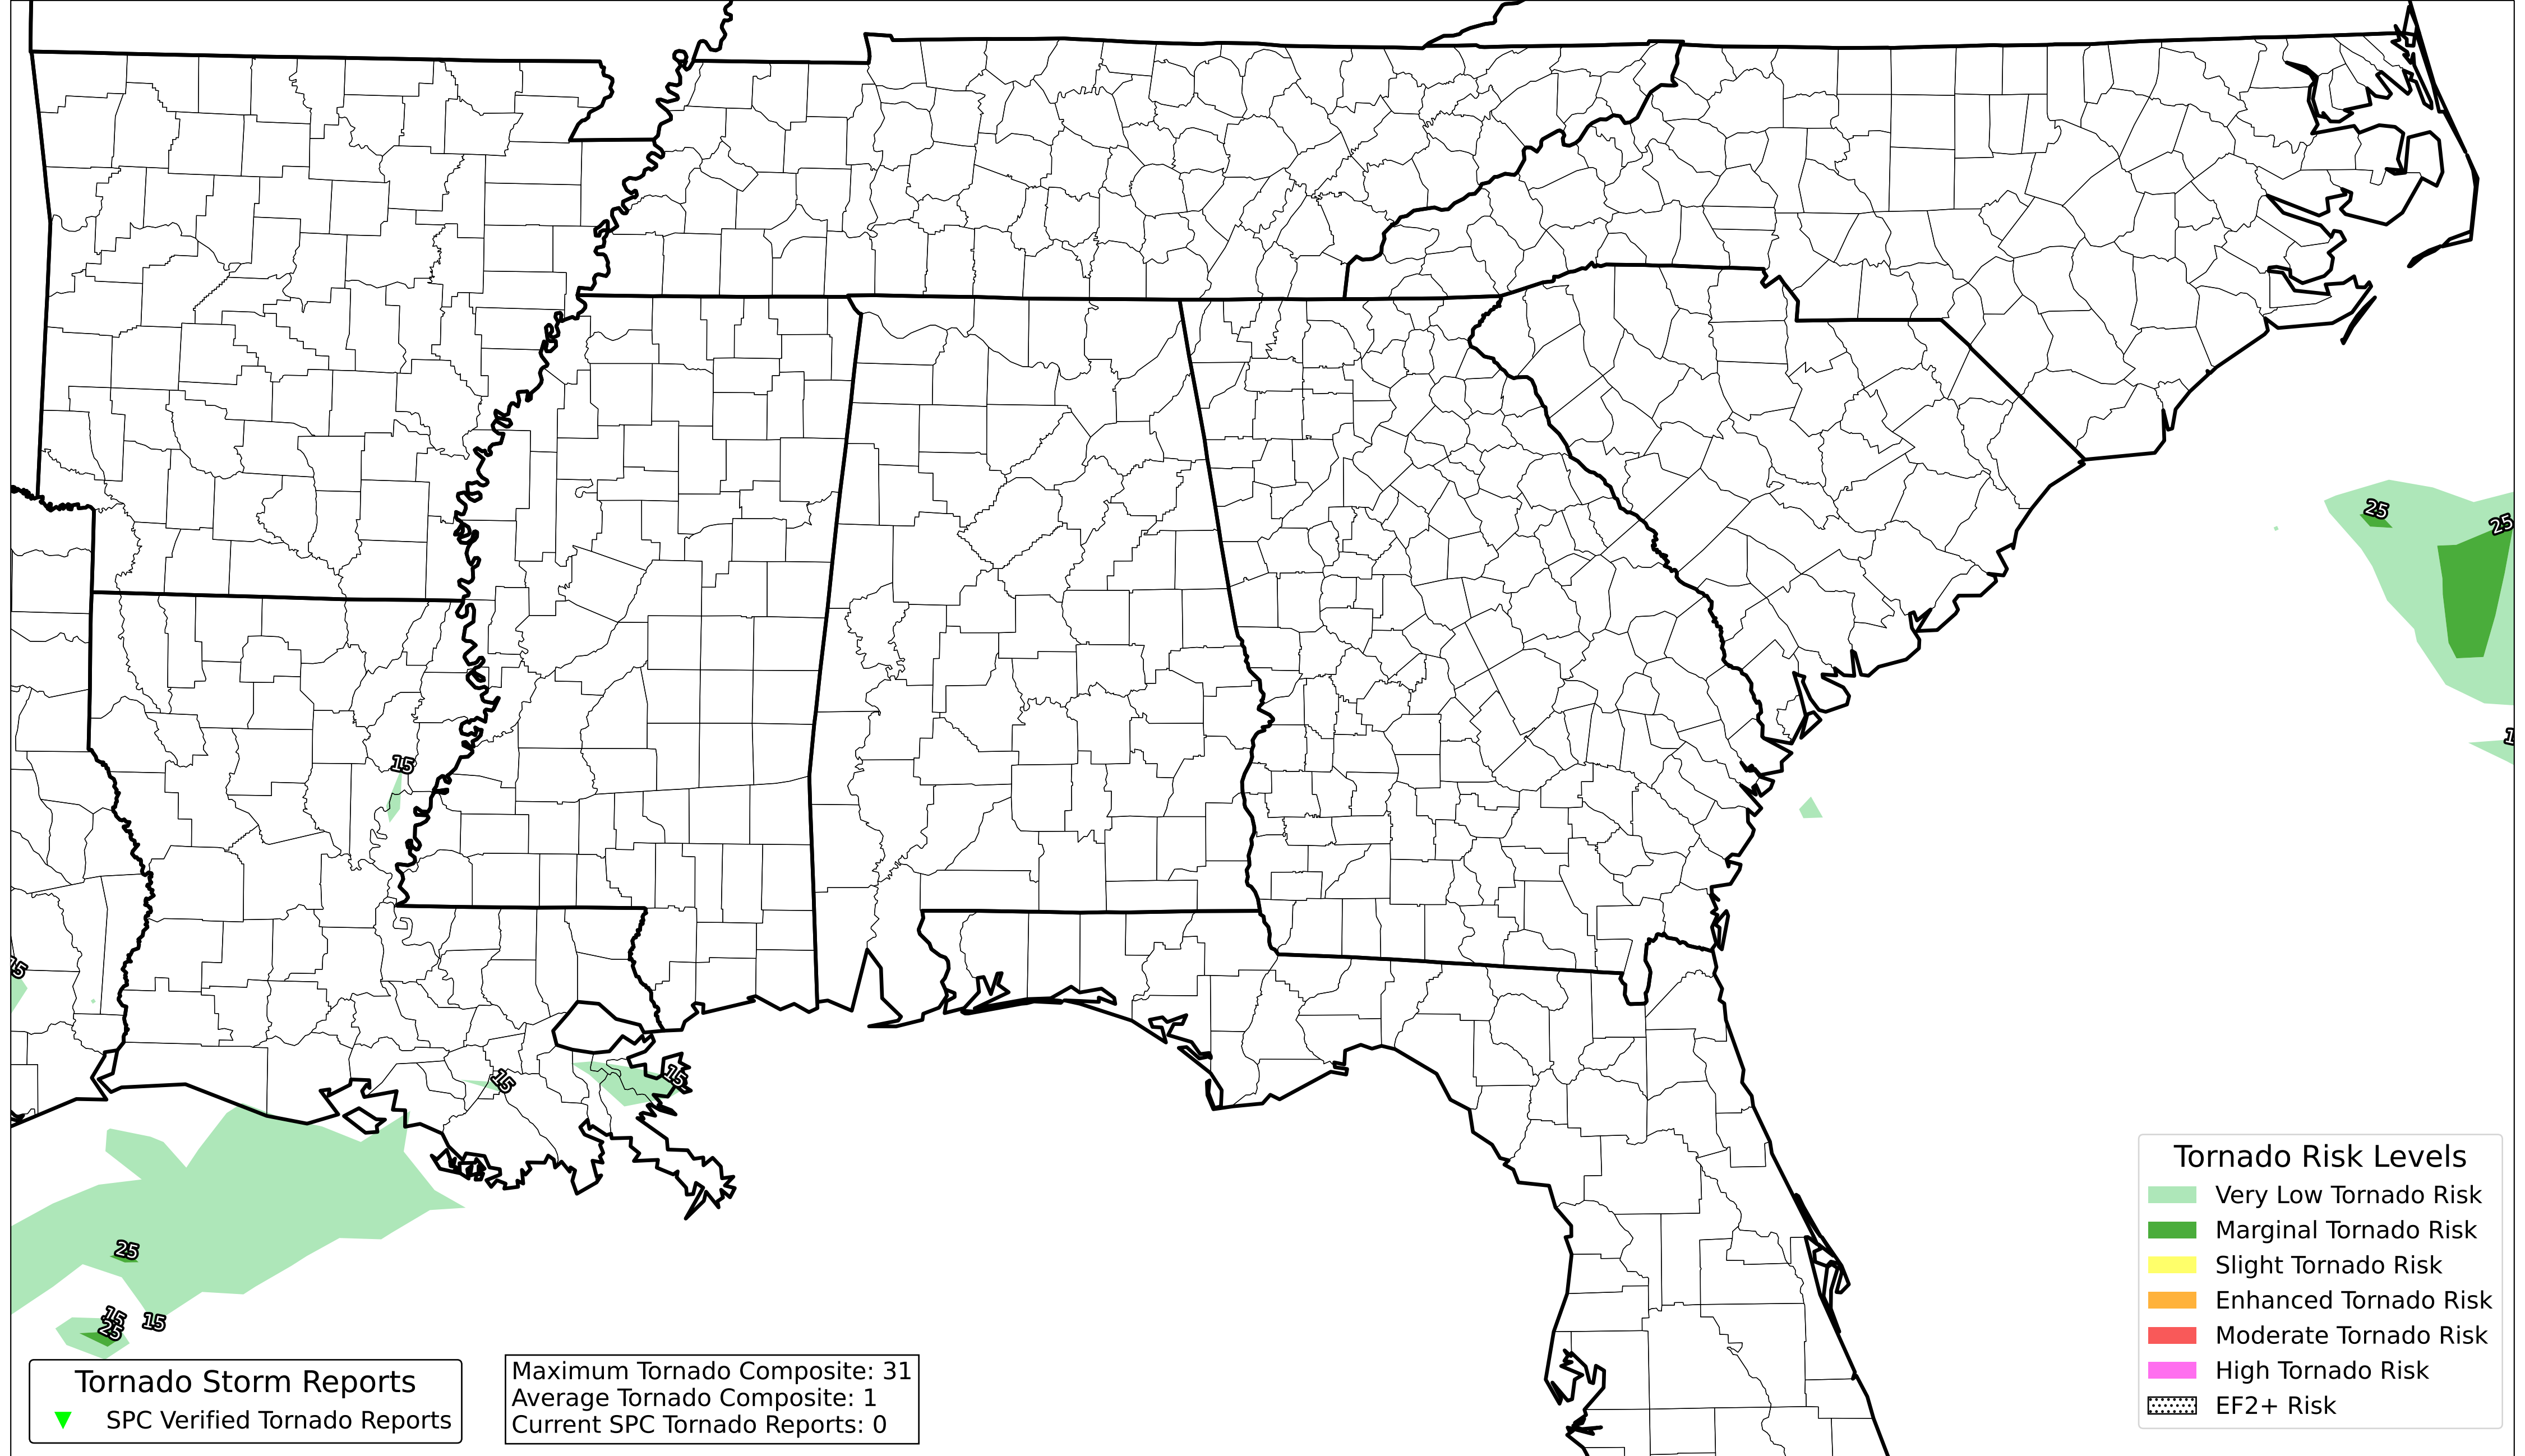 25
25
1
15
15
15
15
25
15
15
25
Tornado Risk Levels
Very Low Tornado Risk
Marginal Tornado Risk
Slight Tornado Risk
Enhanced Tornado Risk
Moderate Tornado Risk
High Tornado Risk
EF2+ Risk
Tornado Storm Reports
SPC Verified Tornado Reports
Maximum Tornado Composite: 31
Average Tornado Composite: 1
Current SPC Tornado Reports: 0